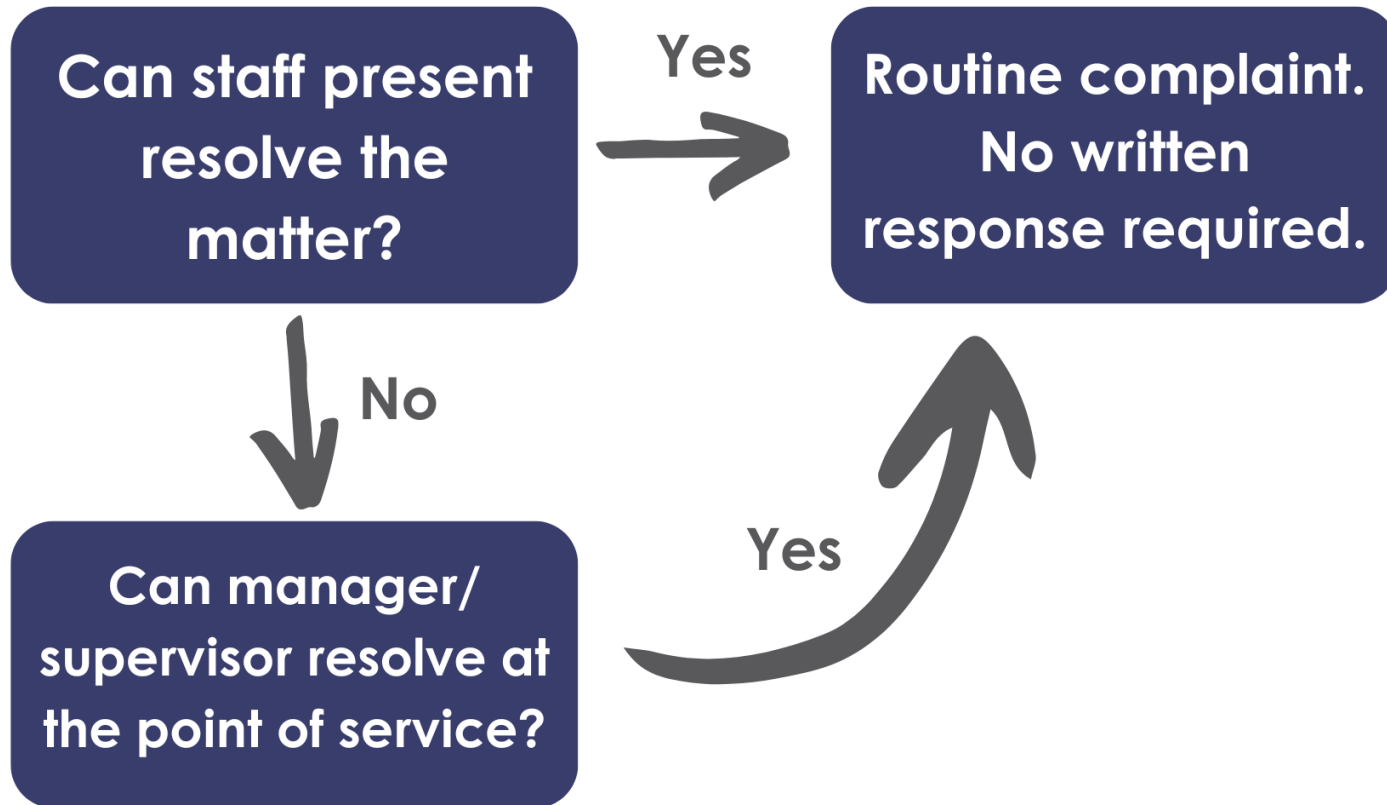 Can staff present
resolve the
matter?
Yes
Routine complaint.
No written
response required.
No
Can manager/
supervisor resolve at
the point of service?
Yes